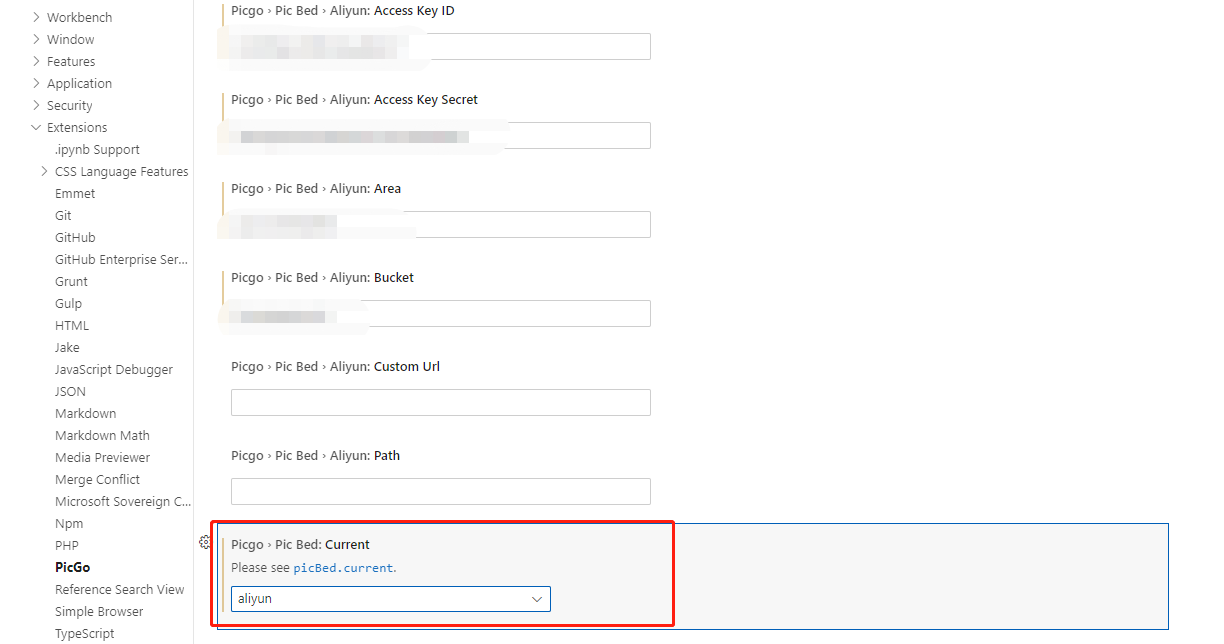 Workbench
Window
Features
Application
Security
Extensions
.ipynb Support
CSS Language Features
Emmet
Git
GitHub
GitHub Enterprise Ser...
Grunt
Gulp
HTML
Jake
JavaScript Debugger
JSON
Markdown
Markdown Math
Media Previewer
Merge Conflict
Microsoft Sovereign C...
Npm
PHP
PicGo
Reference Search View
Simple Browser
TypeScript
Picgo › Pic Bed › Aliyun: Access Key ID
Picgo › Pic Bed › Aliyun: Access Key Secret
Picgo › Pic Bed › Aliyun: Area
Picgo › Pic Bed › Aliyun: Bucket
Picgo › Pic Bed › Aliyun: Custom Url
Picgo › Pic Bed › Aliyun: Path
Picgo › Pic Bed: Current
Please see picBed.current.
aliyun